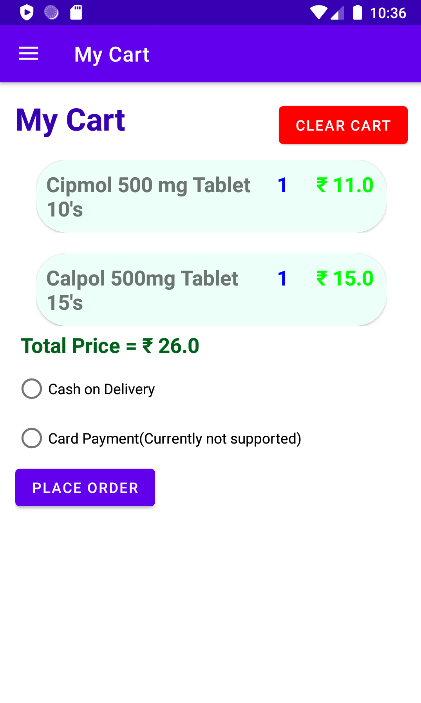 10:36
My Cart
My Cart
CLEAR CART
Cipmol 500 mg Tablet 1 ₹ 11.0
10's
Calpol 500mg Tablet 1 ₹ 15.0
15's
Total Price = ₹ 26.0
Cash on Delivery
Card Payment(Currently not supported)
PLACE ORDER